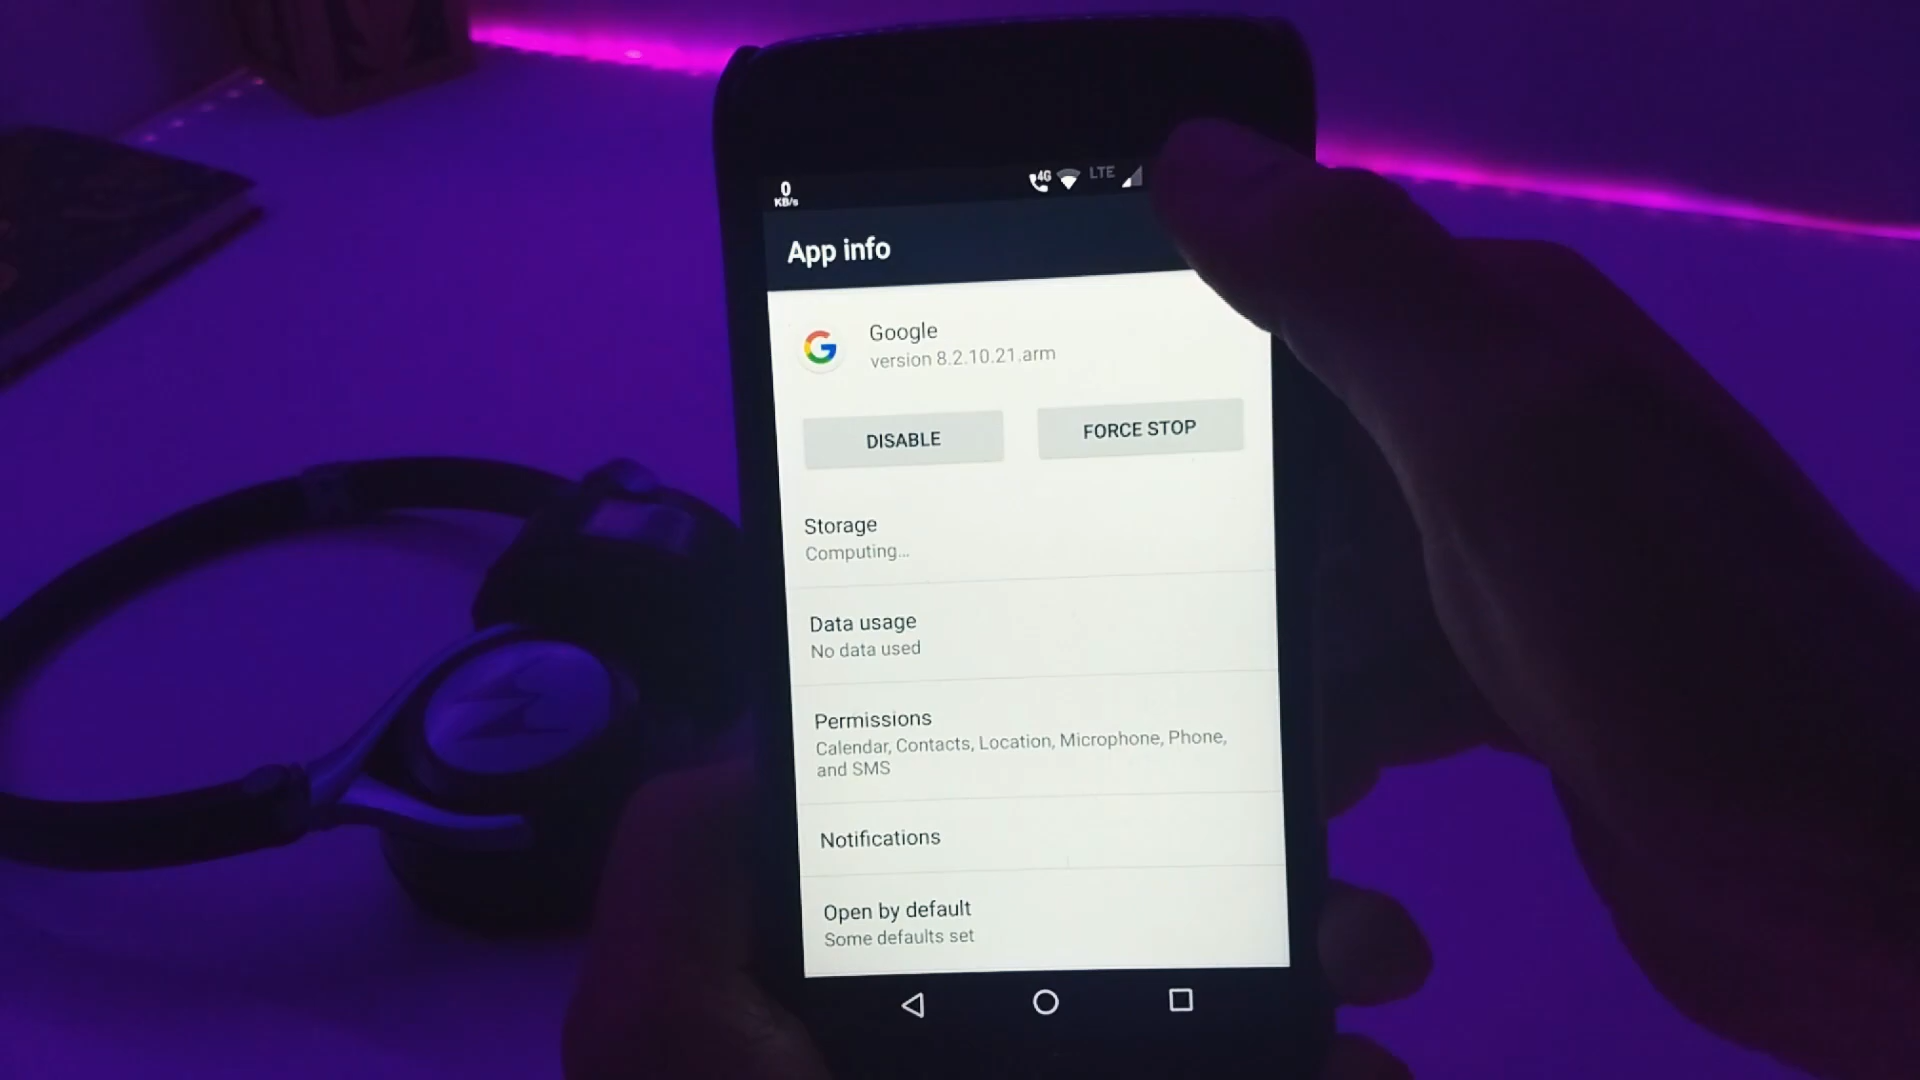 0
KB/s
4G
LTE
App info
Google
version 8.2.10.21.arm
DISABLE
FORCE STOP
Storage
Computing...
Data usage
No data used
Permissions
Calendar, Contacts, Location, Microphone, Phone,
and SMS
Notifications
Open by default
Some defaults set